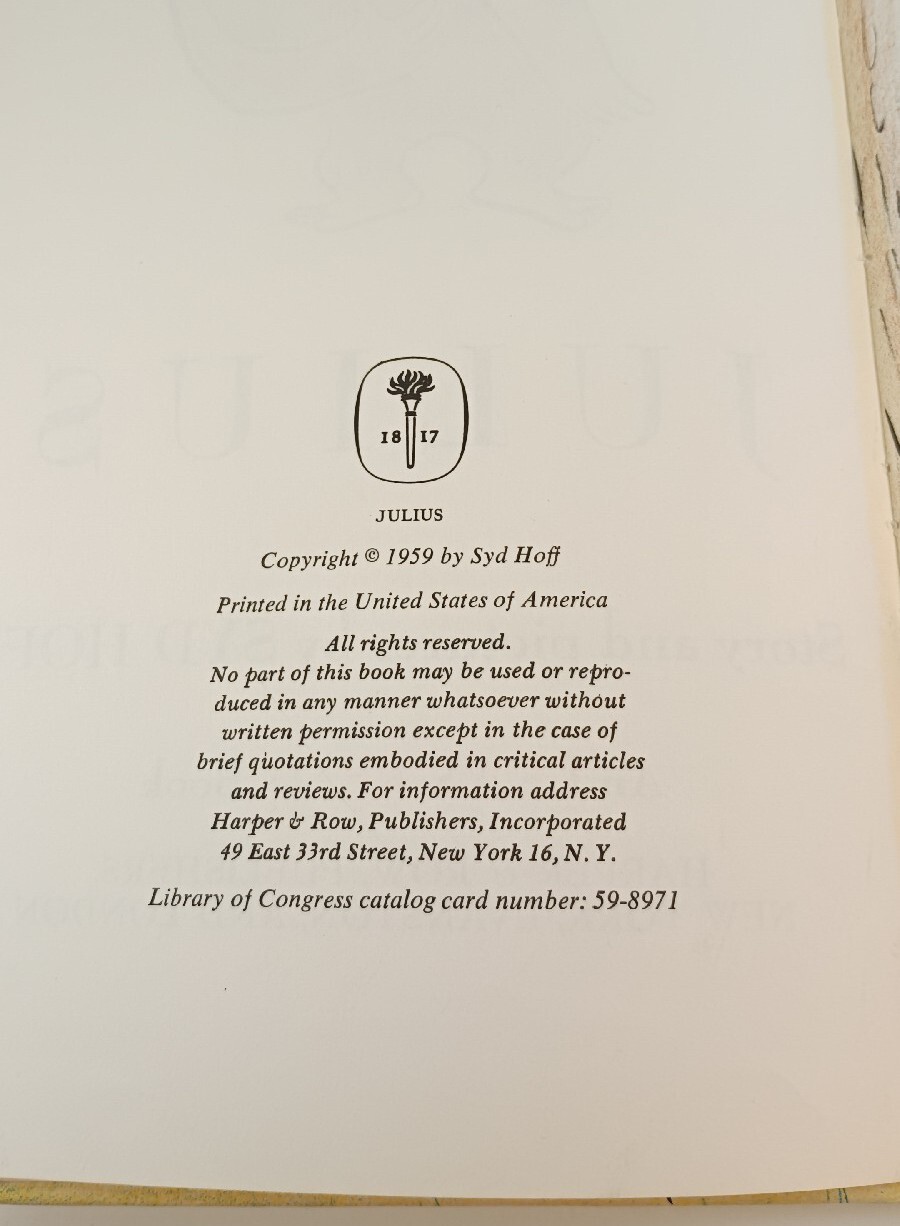 18 17
JULIUS
Copyright © 1959 by Syd Hoff
Printed in the United States of America
All rights reserved.
No part of this book may be used or repro-
duced in any manner whatsoever without
written permission except in the case of
brief quotations embodied in critical articles
and reviews. For information address
Harper & Row, Publishers, Incorporated
49 East 33rd Street, New York 16, N. Y.
Library of Congress catalog card number: 59-8971